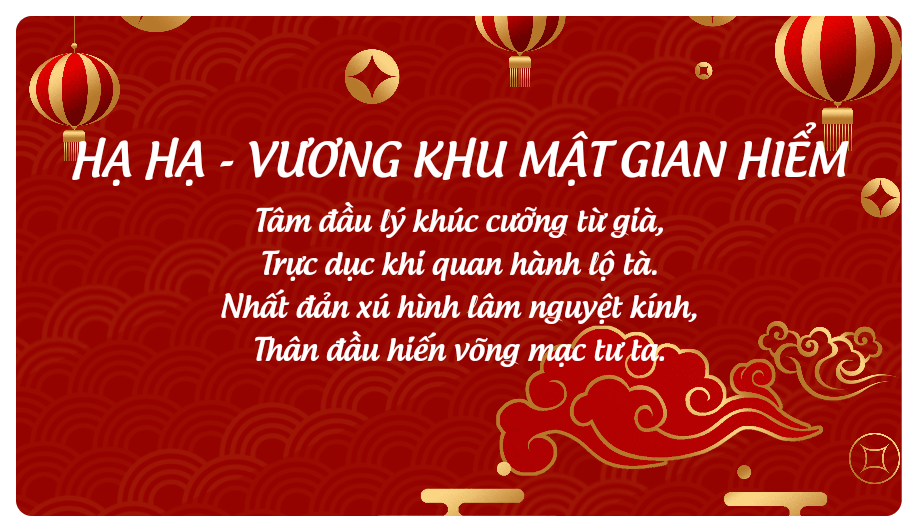 HẠ HẠ - VƯƠNG KHU MẬT GIAN HIỂM
Tâm đầu lý khúc cưỡng từ già,
Trực dục khi quan hành lộ tà.
Nhất đản xú hình lâm nguyệt kính,
Thân đầu hiến võng mạc tư ta.